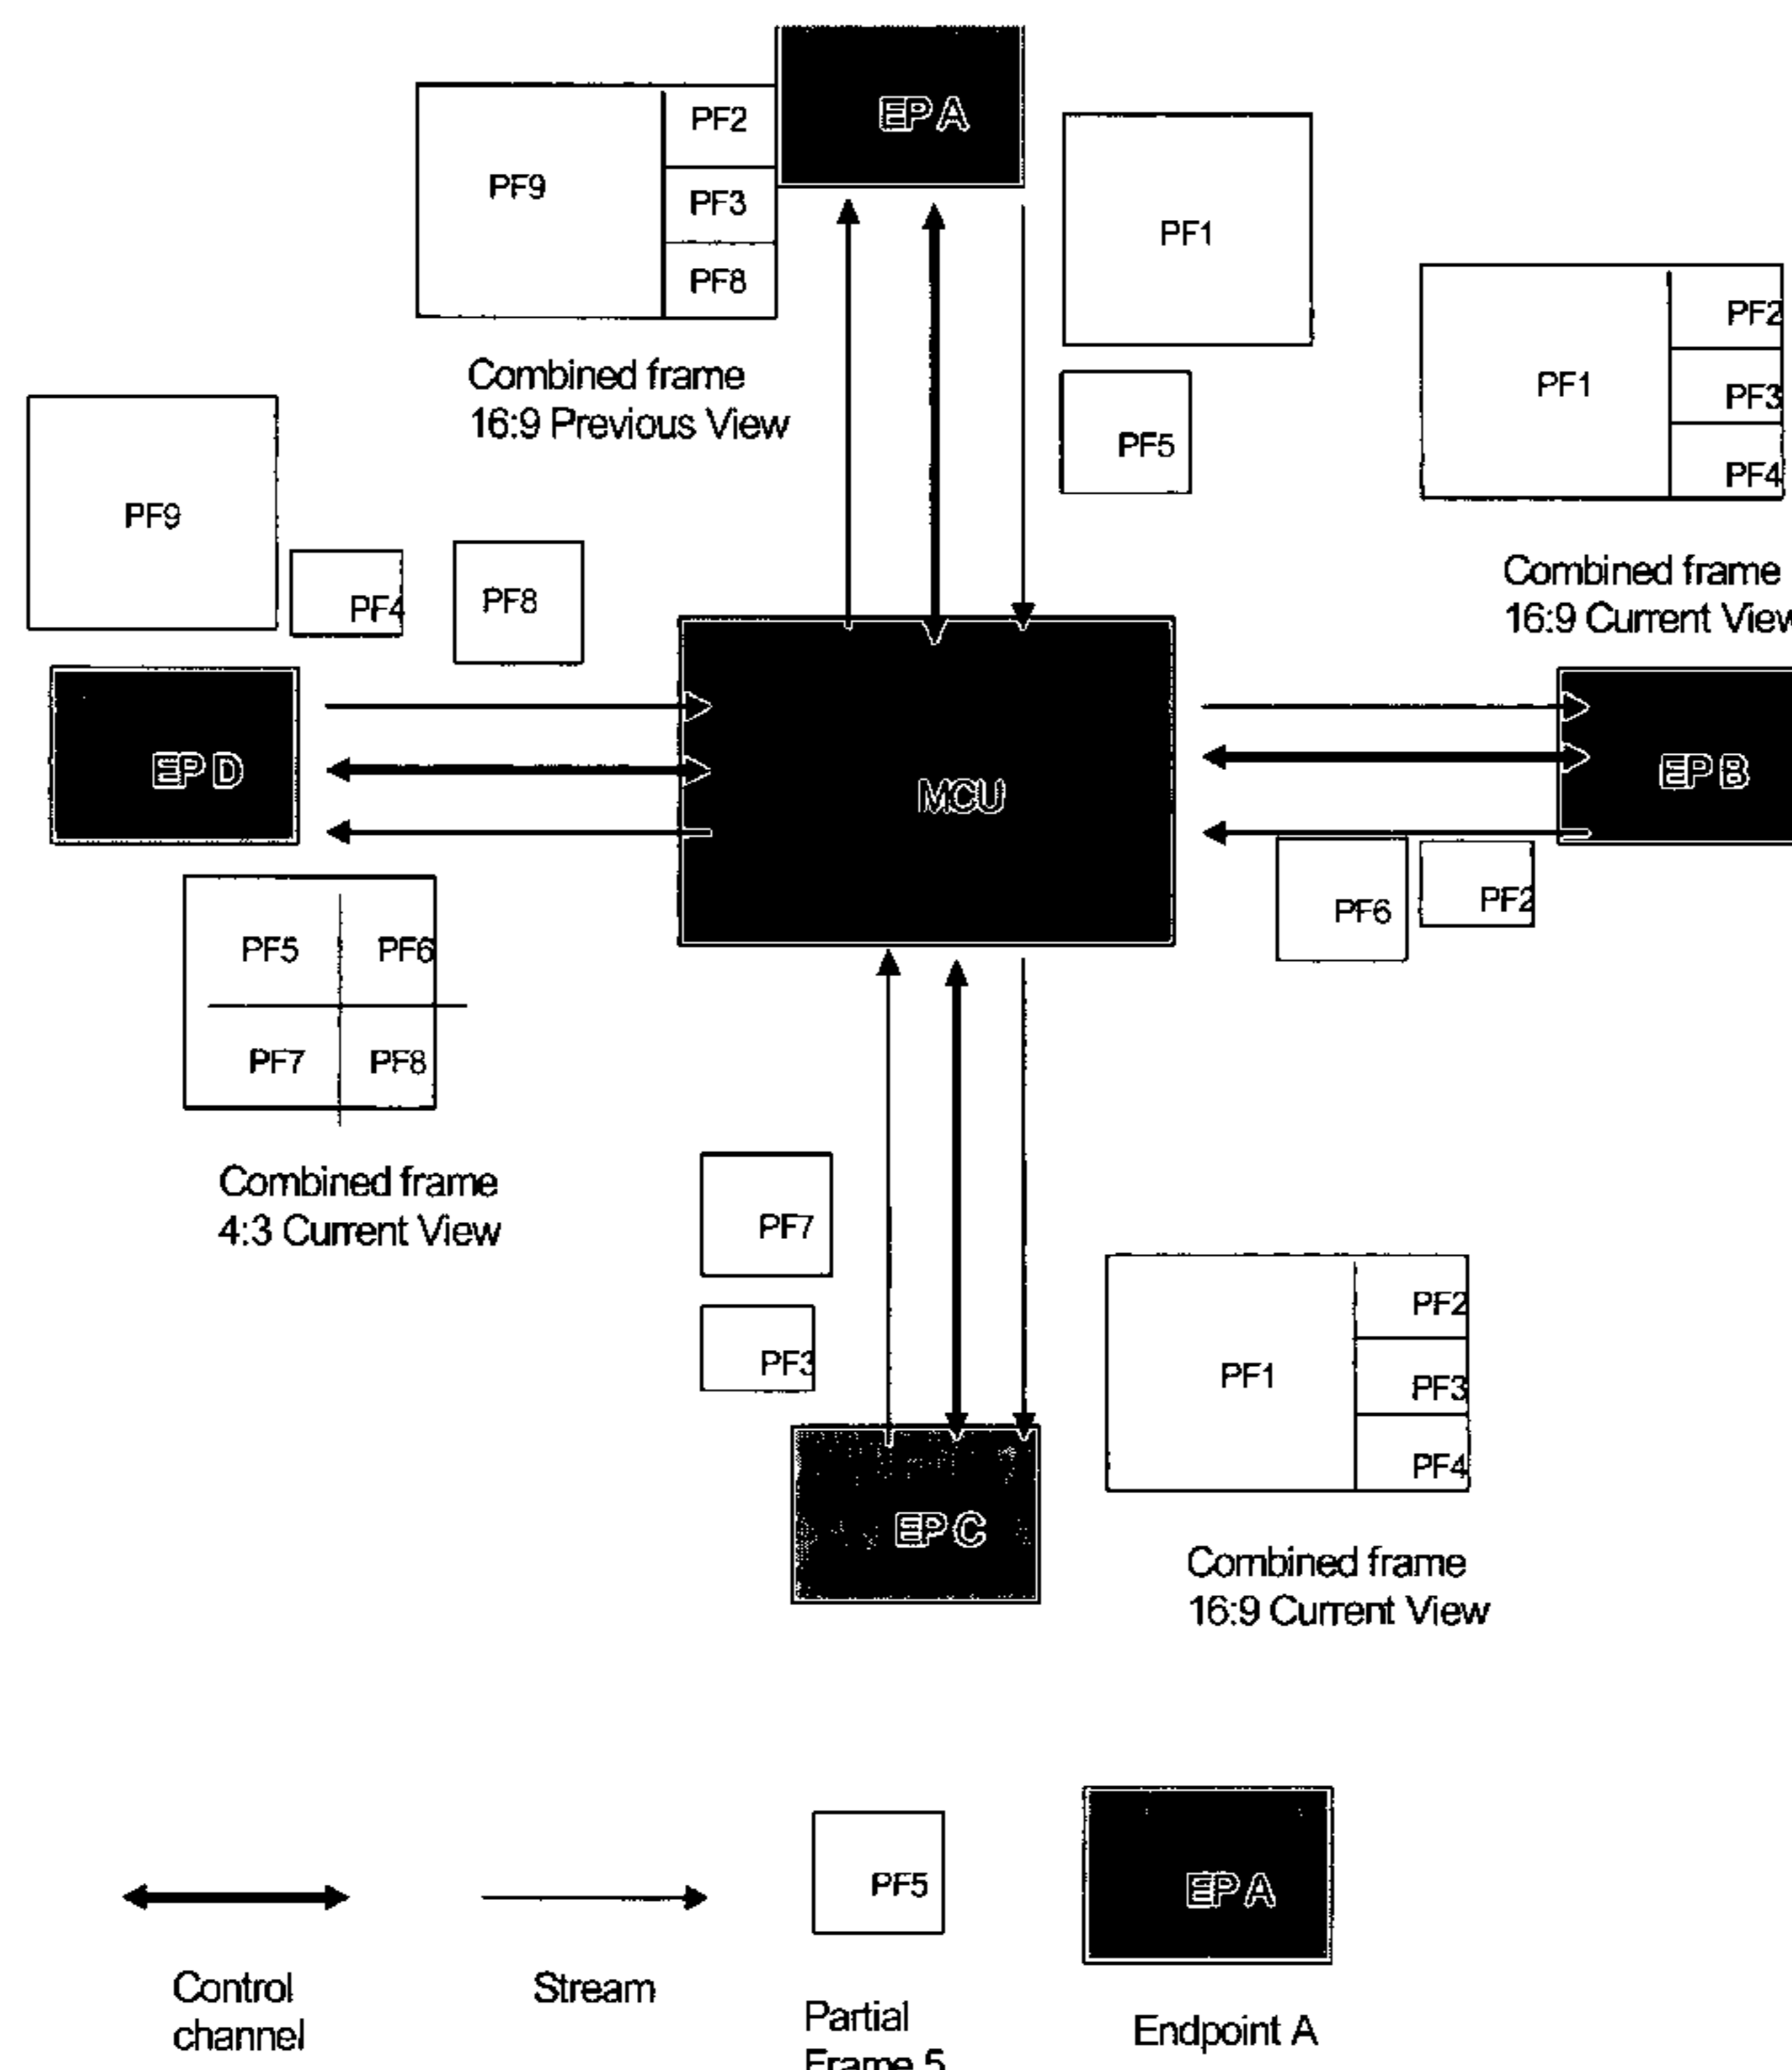 EP A
PF2
PF9
PF3
PF8
PF1
PF2
PF1
PF3
PF4
Combined frame
16:9 Previous View
PF5
PF9
PF4
PF8
Combined frame
16:9 Current View
EP D
MCU
EP B
PF6
PF2
PF5
PF6
PF7
PF8
Combined frame
4:3 Current View
PF7
PF3
PF2
PF1
PF3
PF4
EP C
Combined frame
16:9 Current View
PF5
EP A
Control
channel
Stream
Partial
Frame 5
Endpoint A